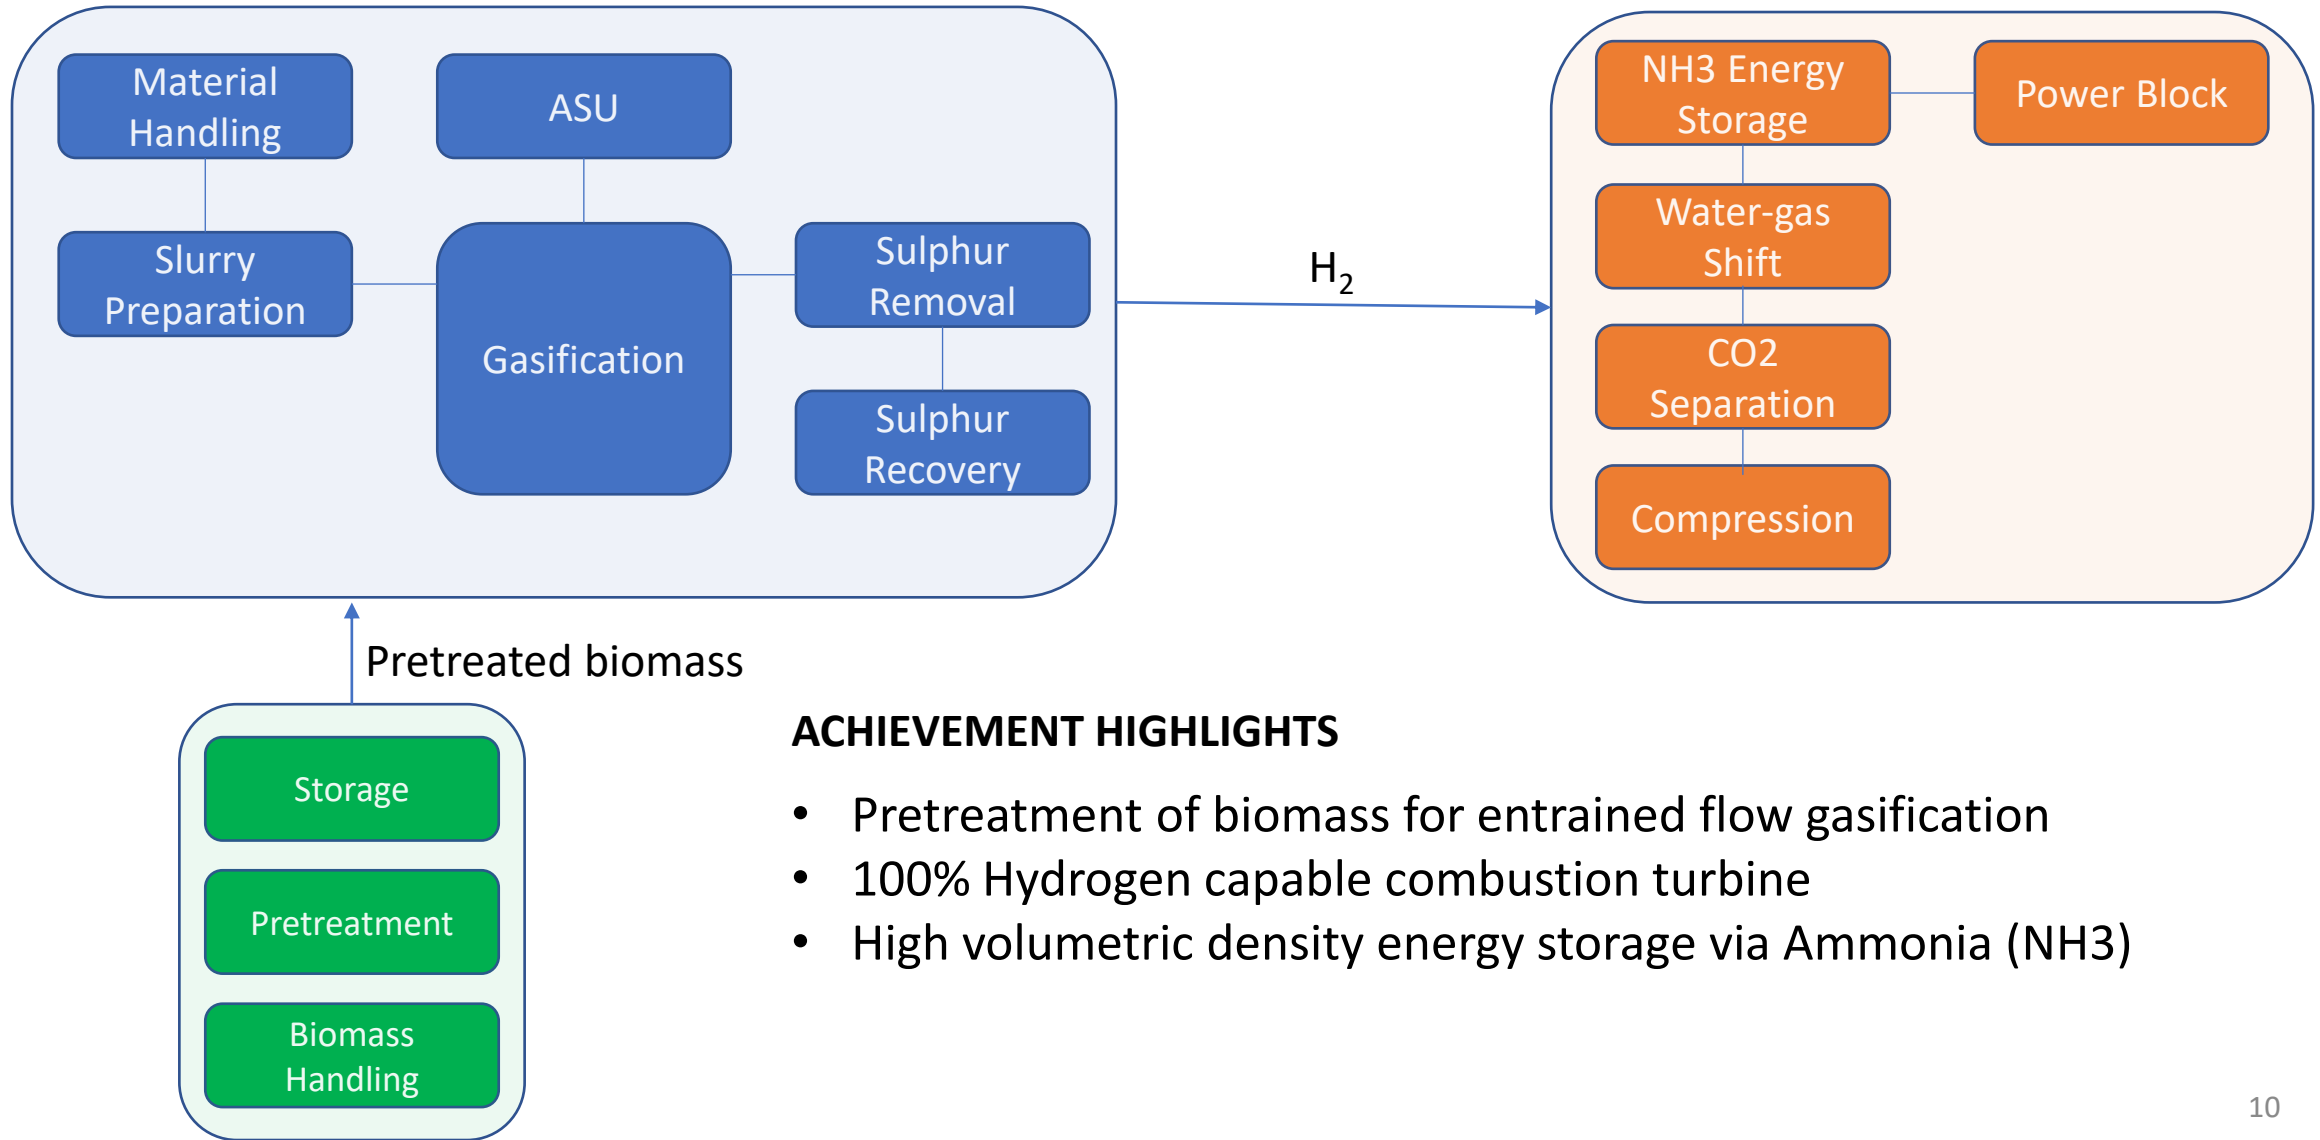 Material
Handling
ASU
Slurry
Preparation
Gasification
Sulphur
Removal
Sulphur
Recovery
H₂
NH3 Energy
Storage
Power Block
Water-gas
Shift
CO2
Separation
Compression
Pretreated biomass
Storage
Pretreatment
Biomass
Handling
ACHIEVEMENT HIGHLIGHTS
• Pretreatment of biomass for entrained flow gasification
• 100% Hydrogen capable combustion turbine
• High volumetric density energy storage via Ammonia (NH3)
10